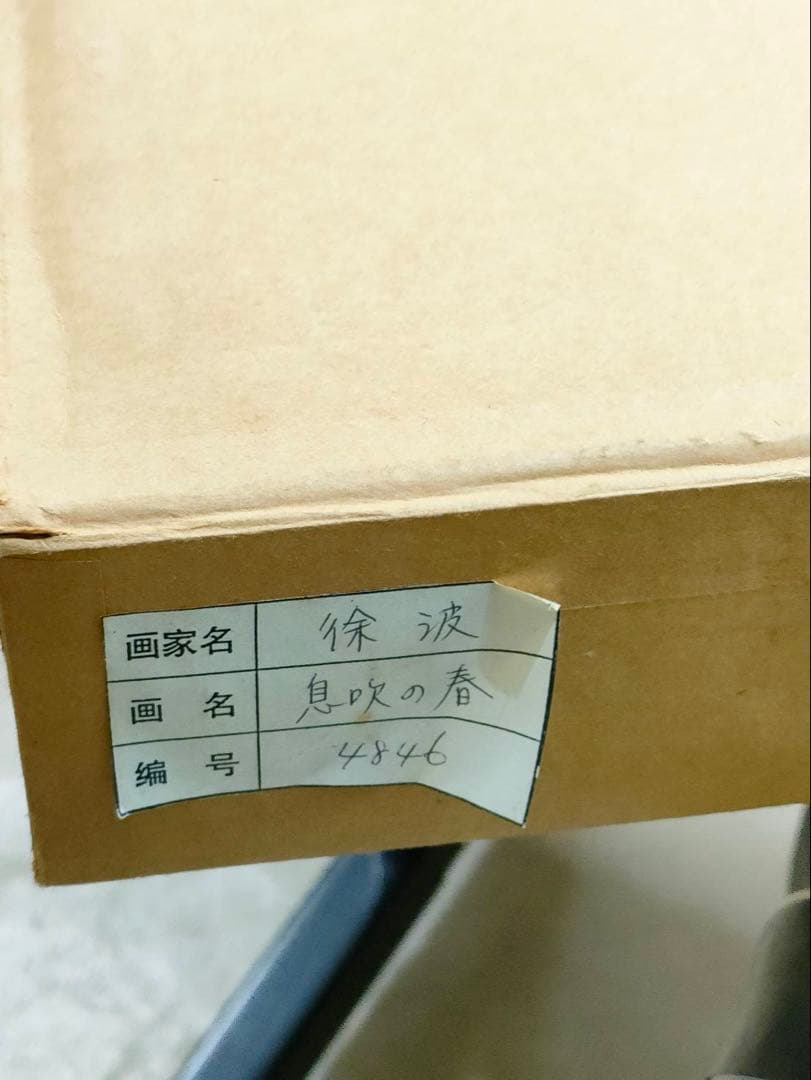 画家名 徐 波
画 名 息吹の春
编 号 4846